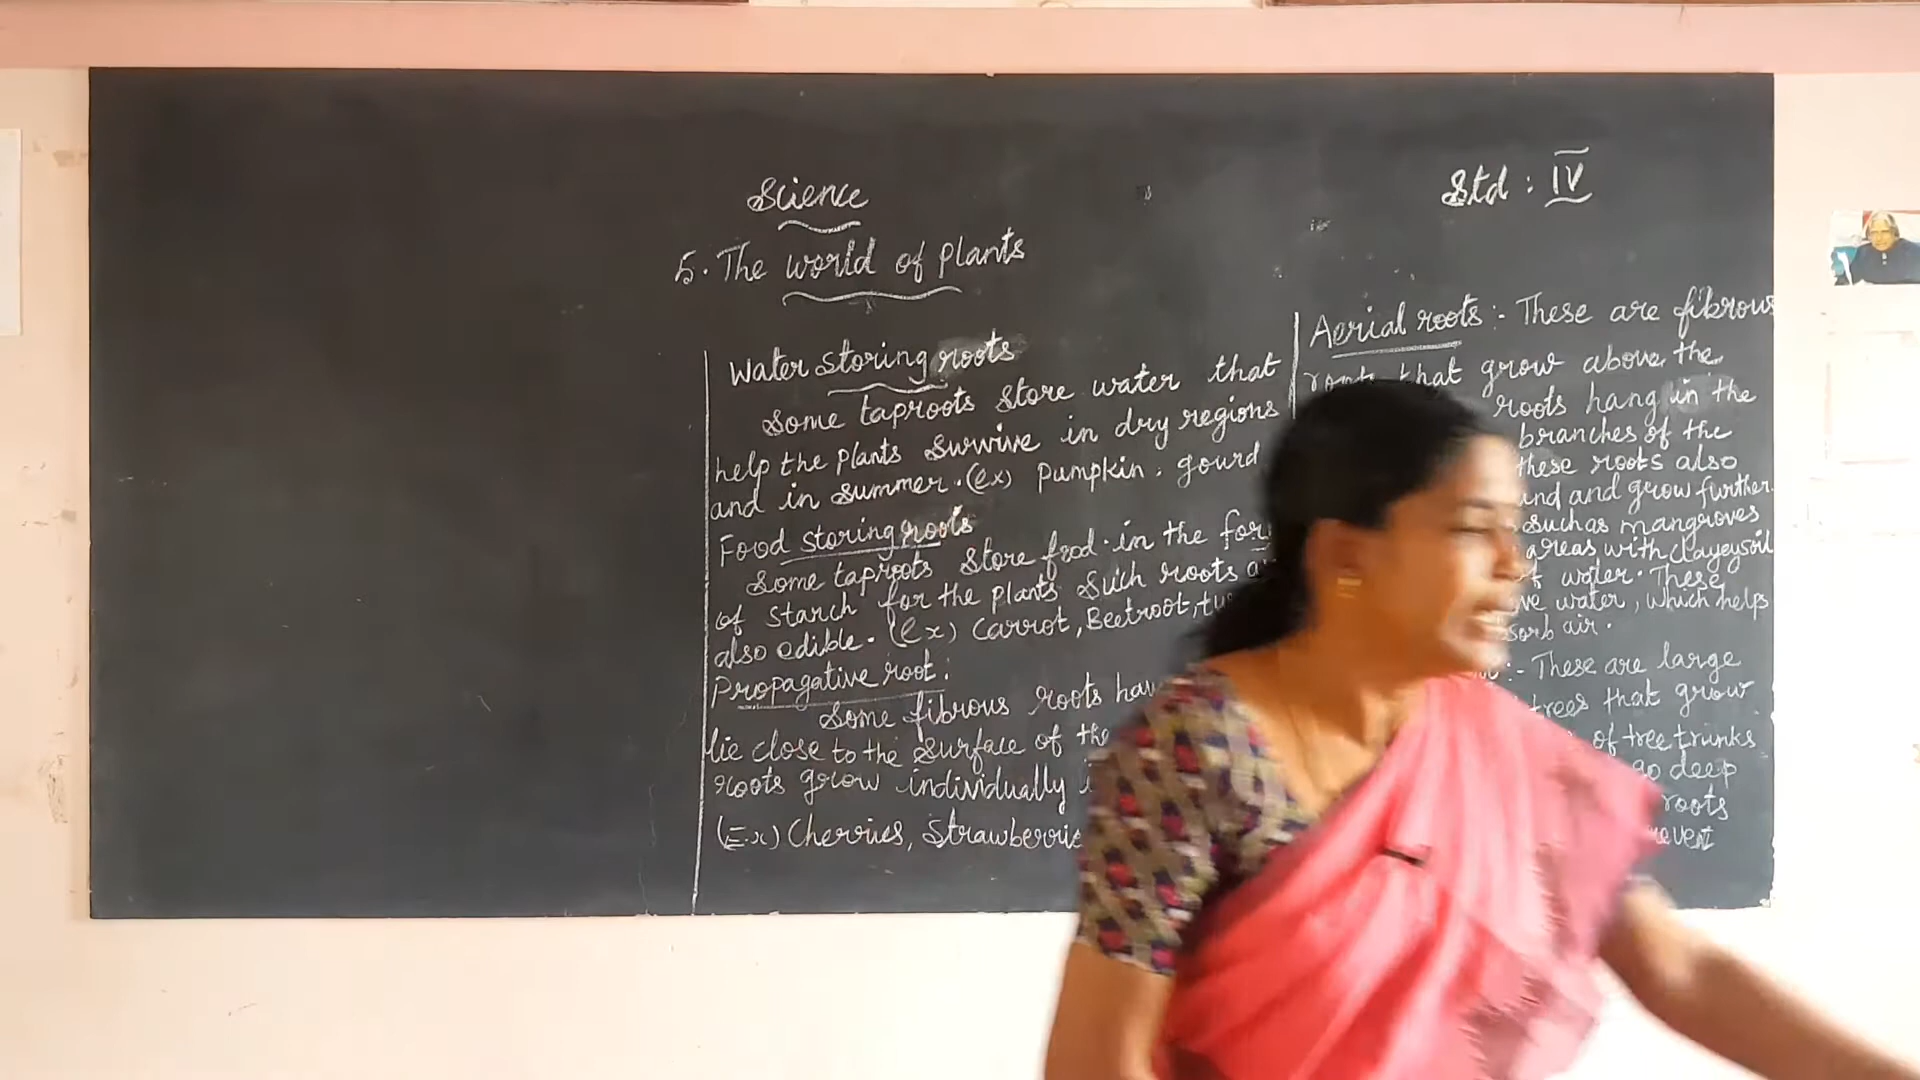 Science
Std : IV
5. The world of plants
Water storing roots
Some taproots store water that
help the plants survive in dry regions
and in summer. (ex) Pumpkin, gourd
Food storing roots
Some taproots store food in the
of starch for the plants such roots
also edible. (Ex) Carrot, Beetroot,
Propagative root:
Some fibrous roots
lie close to the surface of the
roots grow individually
(Ex) Cherries,
Aerial roots :- These are fibrous
roots that grow above the
roots hang in the
branches of the
these roots also
and grow further.
such as mangroves
areas with clayey soil
water. These
water, which helps
air.
:- These are large
trees that grow
of tree trunks
go deep
roots